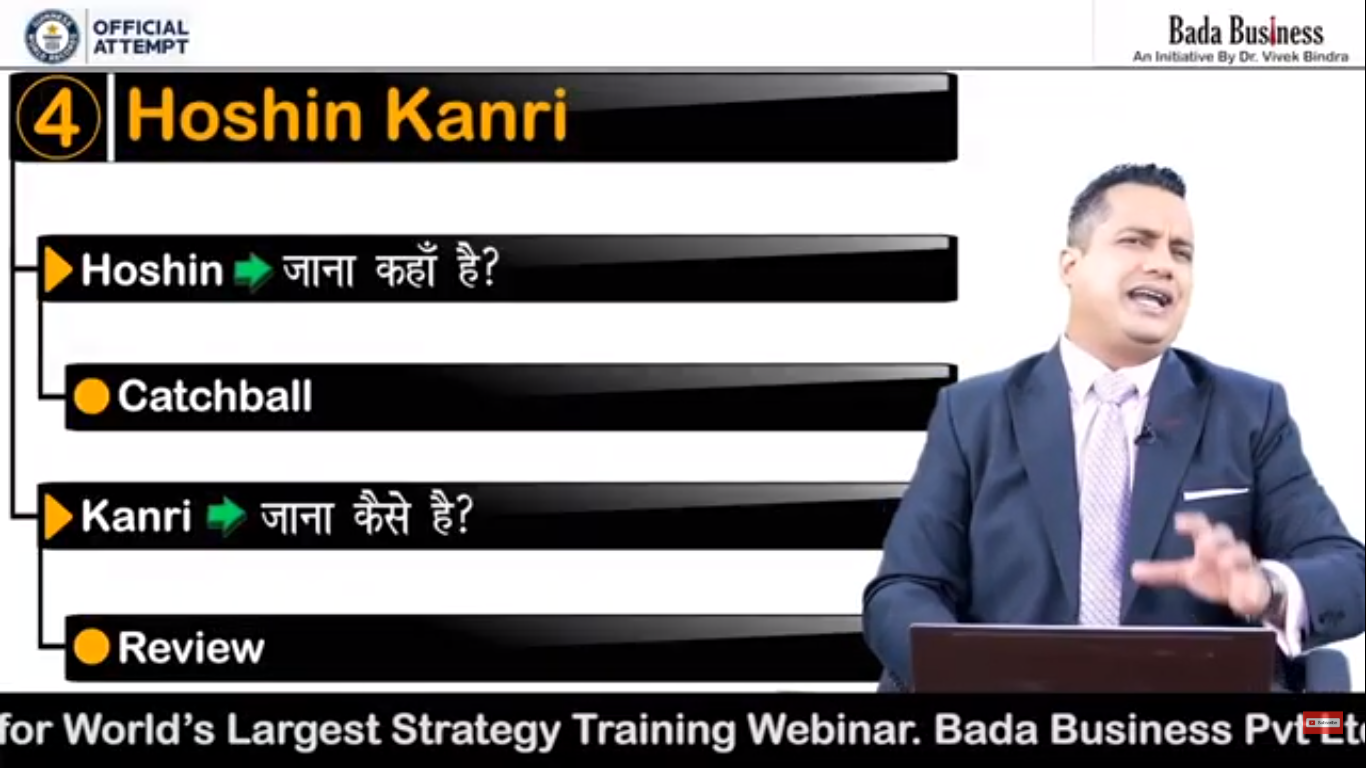 OFFICIAL
ATTEMPT
Bada Business
An Initiative By Dr. Vivek Bindra
4 Hoshin Kanri
Hoshin जाना कहाँ है?
Catchball
Kanri जाना कैसे है?
Review
for World's Largest Strategy Training Webinar. Bada Business Pvt